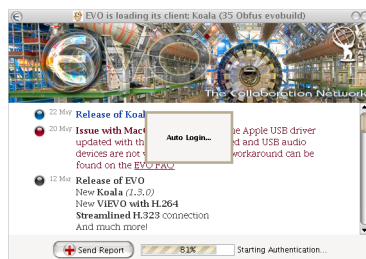 EVO is loading its client: Koala (35 Obfus evobuild)
EVO
The Collaboration Network
22 May Release of Koal
20 May Issue with Mac
e Apple USB driver
updated with th
ed and USB audio
devices are not
workaround can be
found on the EVO FAQ
Auto Login...
12 Mar Release of EVO
New Koala (1.3.0)
New ViEVO with H.264
Streamlined H.323 connection
And much more!
Send Report
81%
Starting Authentication...